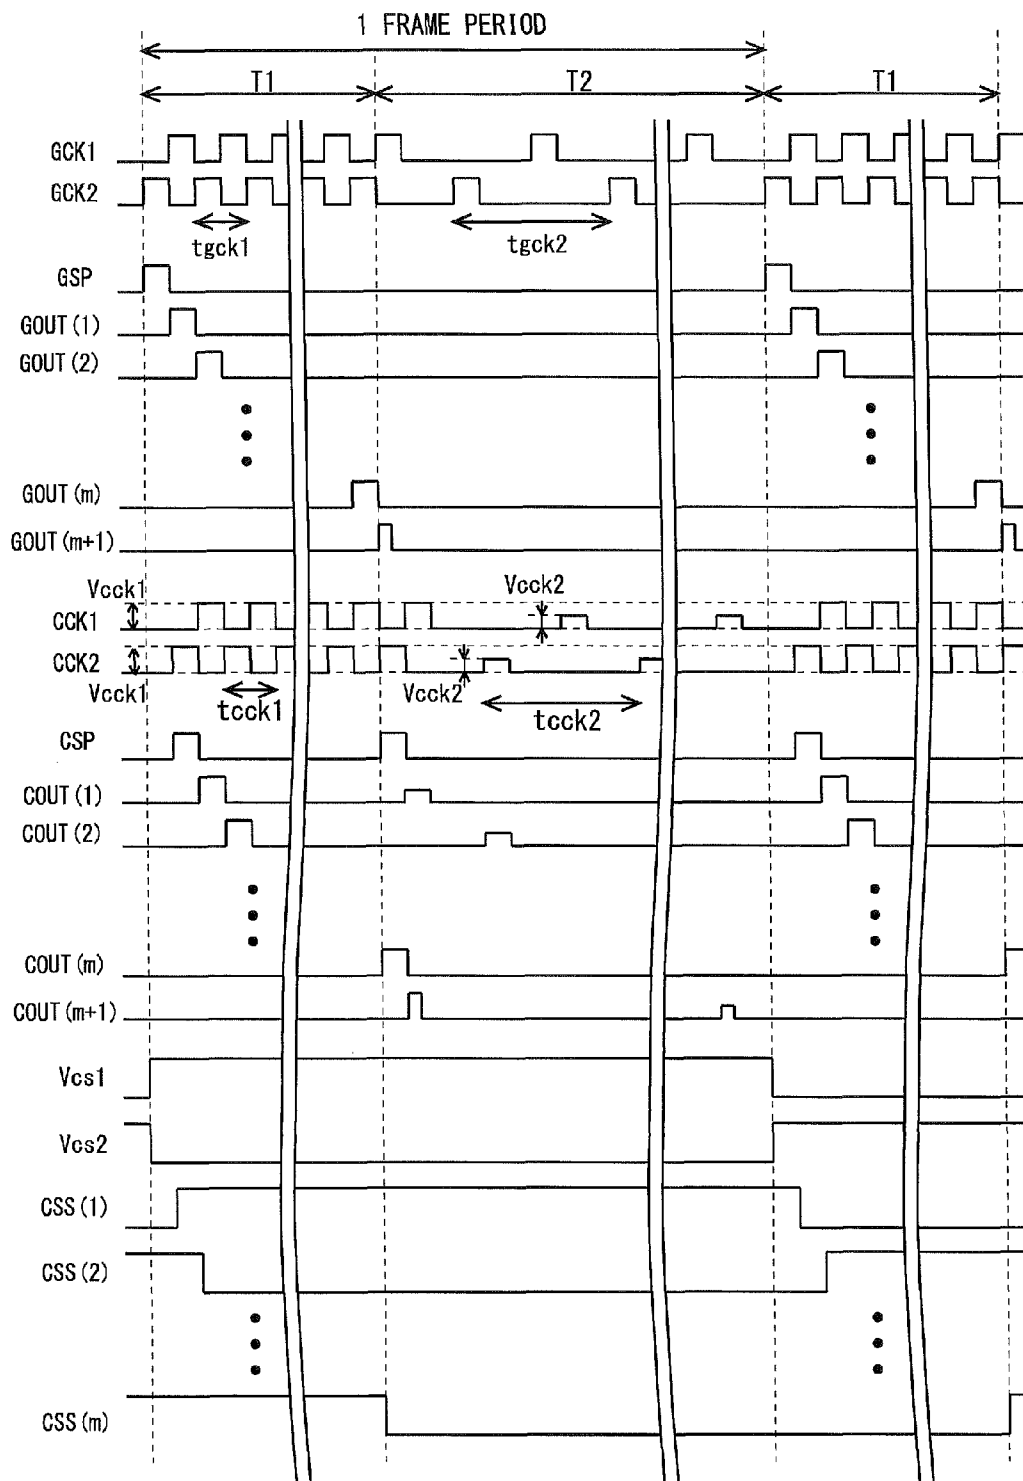 1 FRAME PERIOD
T1 T2 T1
GCK1
GCK2
tgck1 tgck2
GSP
GOUT(1)
GOUT(2)
GOUT(m)
GOUT(m+1)
Vcck1 Vcck2
CCK1
CCK2
Vcck1 tcck1 Vcck2 tcck2
CSP
COUT(1)
COUT(2)
COUT(m)
COUT(m+1)
Vcs1
Vcs2
CSS(1)
CSS(2)
CSS(m)